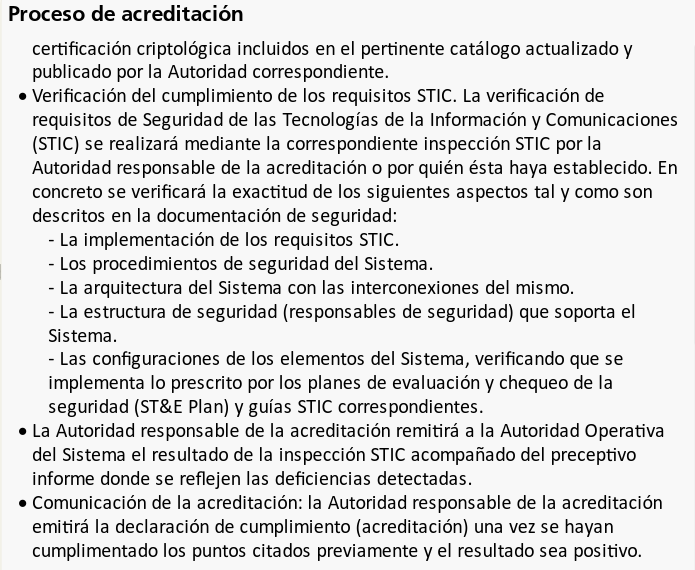 Proceso de acreditación
certificación criptológica incluidos en el pertinente catálogo actualizado y
publicado por la Autoridad correspondiente.
• Verificación del cumplimiento de los requisitos STIC. La verificación de
requisitos de Seguridad de las Tecnologías de la Información y Comunicaciones
(STIC) se realizará mediante la correspondiente inspección STIC por la
Autoridad responsable de la acreditación o por quién ésta haya establecido. En
concreto se verificará la exactitud de los siguientes aspectos tal y como son
descritos en la documentación de seguridad:
- La implementación de los requisitos STIC.
- Los procedimientos de seguridad del Sistema.
- La arquitectura del Sistema con las interconexiones del mismo.
- La estructura de seguridad (responsables de seguridad) que soporta el
Sistema.
- Las configuraciones de los elementos del Sistema, verificando que se
implementa lo prescrito por los planes de evaluación y chequeo de la
seguridad (ST&E Plan) y guías STIC correspondientes.
• La Autoridad responsable de la acreditación remitirá a la Autoridad Operativa
del Sistema el resultado de la inspección STIC acompañado del preceptivo
informe donde se reflejen las deficiencias detectadas.
• Comunicación de la acreditación: la Autoridad responsable de la acreditación
emitirá la declaración de cumplimiento (acreditación) una vez se hayan
cumplimentado los puntos citados previamente y el resultado sea positivo.